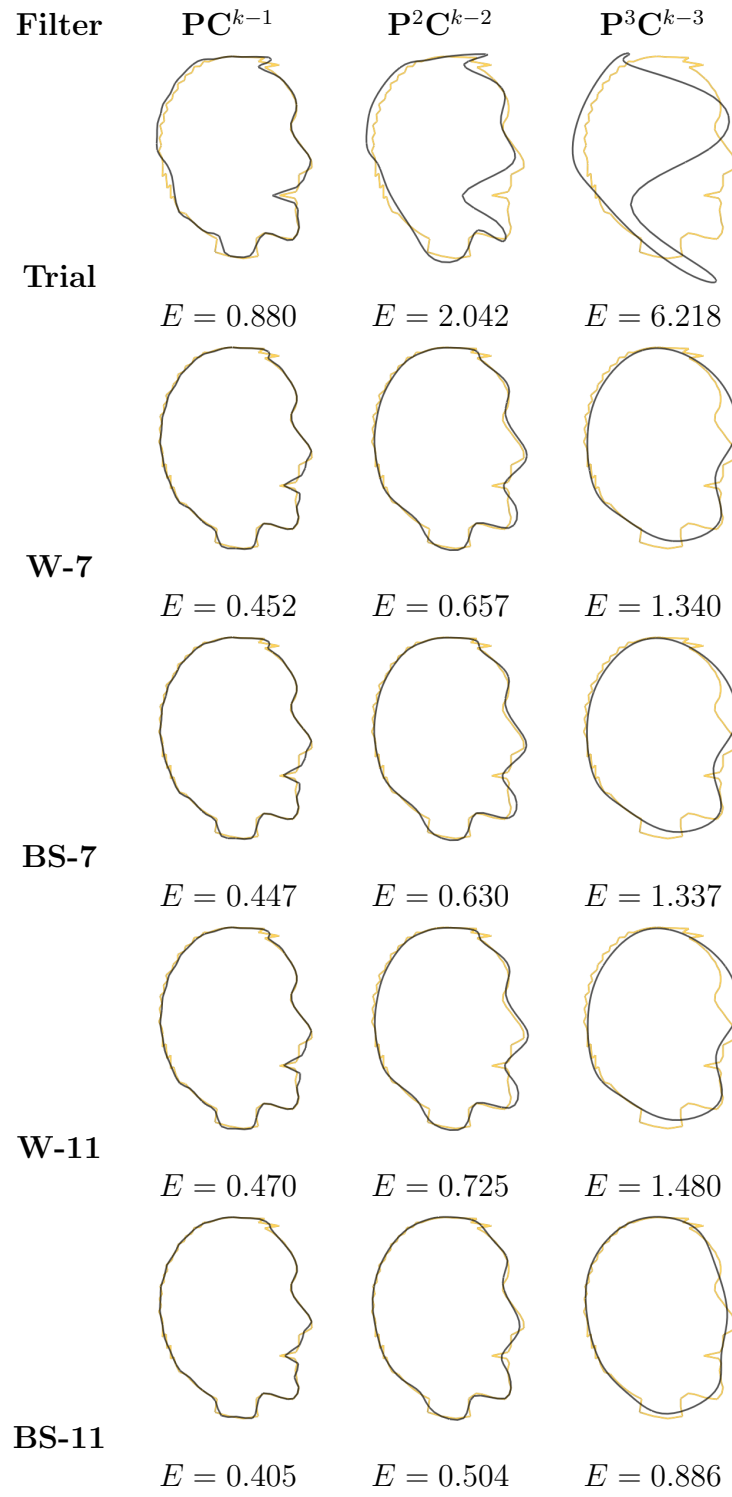 Filter PC^{k−1} P²C^{k−2} P³C^{k−3}
Trial
E = 0.880 E = 2.042 E = 6.218
W-7
E = 0.452 E = 0.657 E = 1.340
BS-7
E = 0.447 E = 0.630 E = 1.337
W-11
E = 0.470 E = 0.725 E = 1.480
BS-11
E = 0.405 E = 0.504 E = 0.886